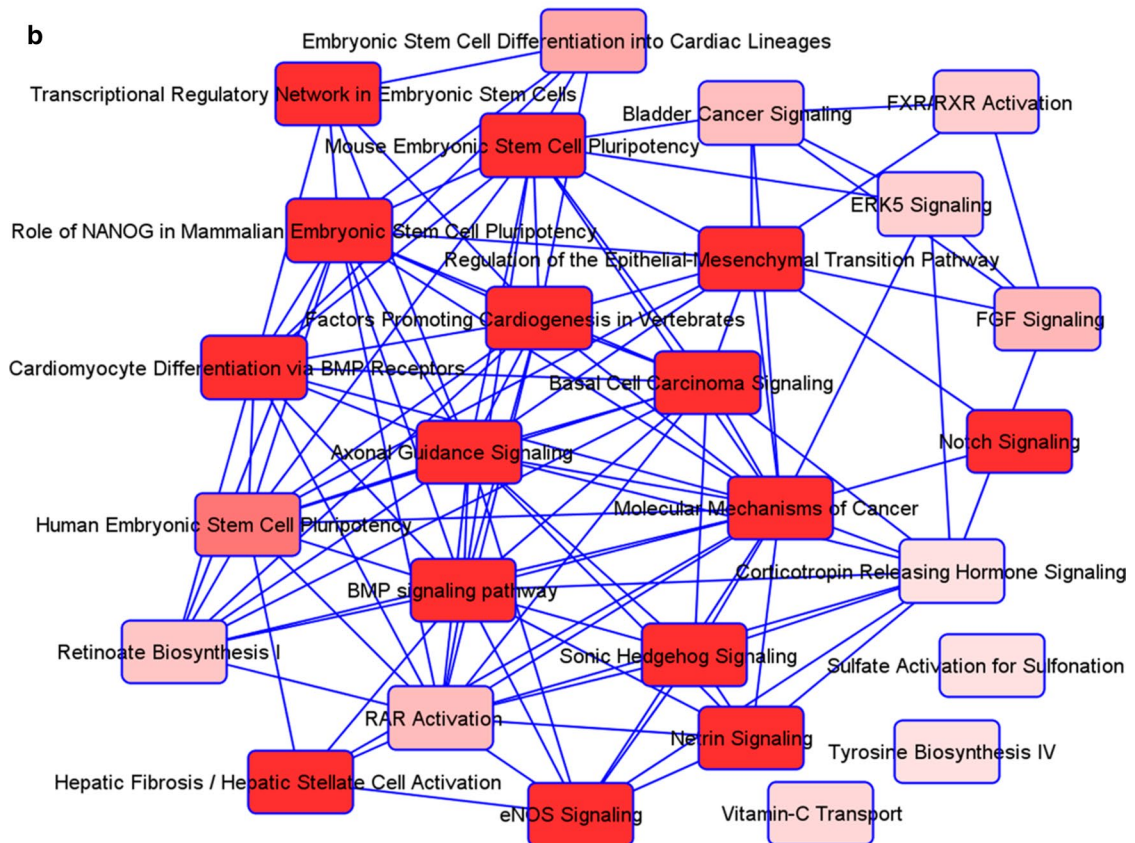 b
Embryonic Stem Cell Differentiation into Cardiac Lineages
Transcriptional Regulatory Network in Embryonic Stem Cells
Bladder Cancer Signaling
FXR/RXR Activation
Mouse Embryonic Stem Cell Pluripotency
ERK5 Signaling
Role of NANOG in Mammalian Embryonic Stem Cell Pluripotency
Regulation of the Epithelial-Mesenchymal Transition Pathway
Factors Promoting Cardiogenesis in Vertebrates
FGF Signaling
Cardiomyocyte Differentiation via BMP Receptors
Basal Cell Carcinoma Signaling
Axonal Guidance Signaling
Notch Signaling
Molecular Mechanisms of Cancer
Human Embryonic Stem Cell Pluripotency
Corticotropin Releasing Hormone Signaling
BMP signaling pathway
Retinoate Biosynthesis I
Sonic Hedgehog Signaling
Sulfate Activation for Sulfonation
RAR Activation
Netrin Signaling
Tyrosine Biosynthesis IV
Hepatic Fibrosis / Hepatic Stellate Cell Activation
eNOS Signaling
Vitamin-C Transport